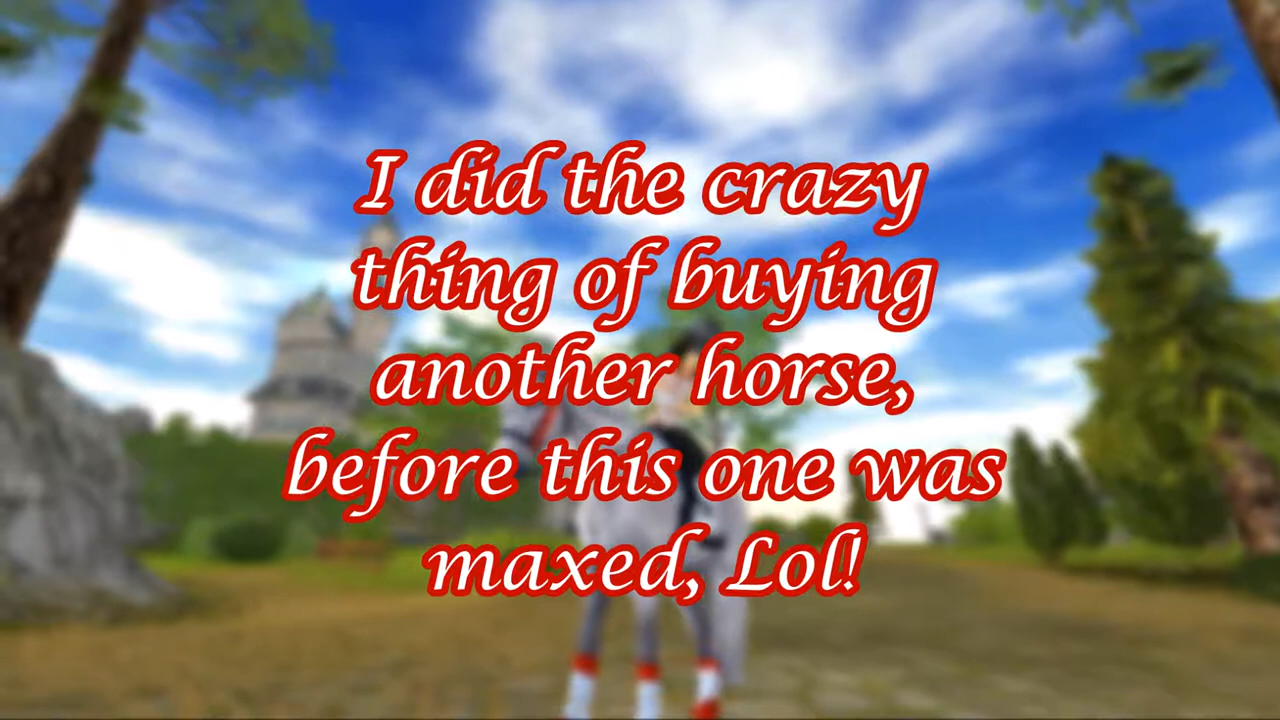 I did the crazy
thing of buying
another horse,
before this one was
maxed, Lol!